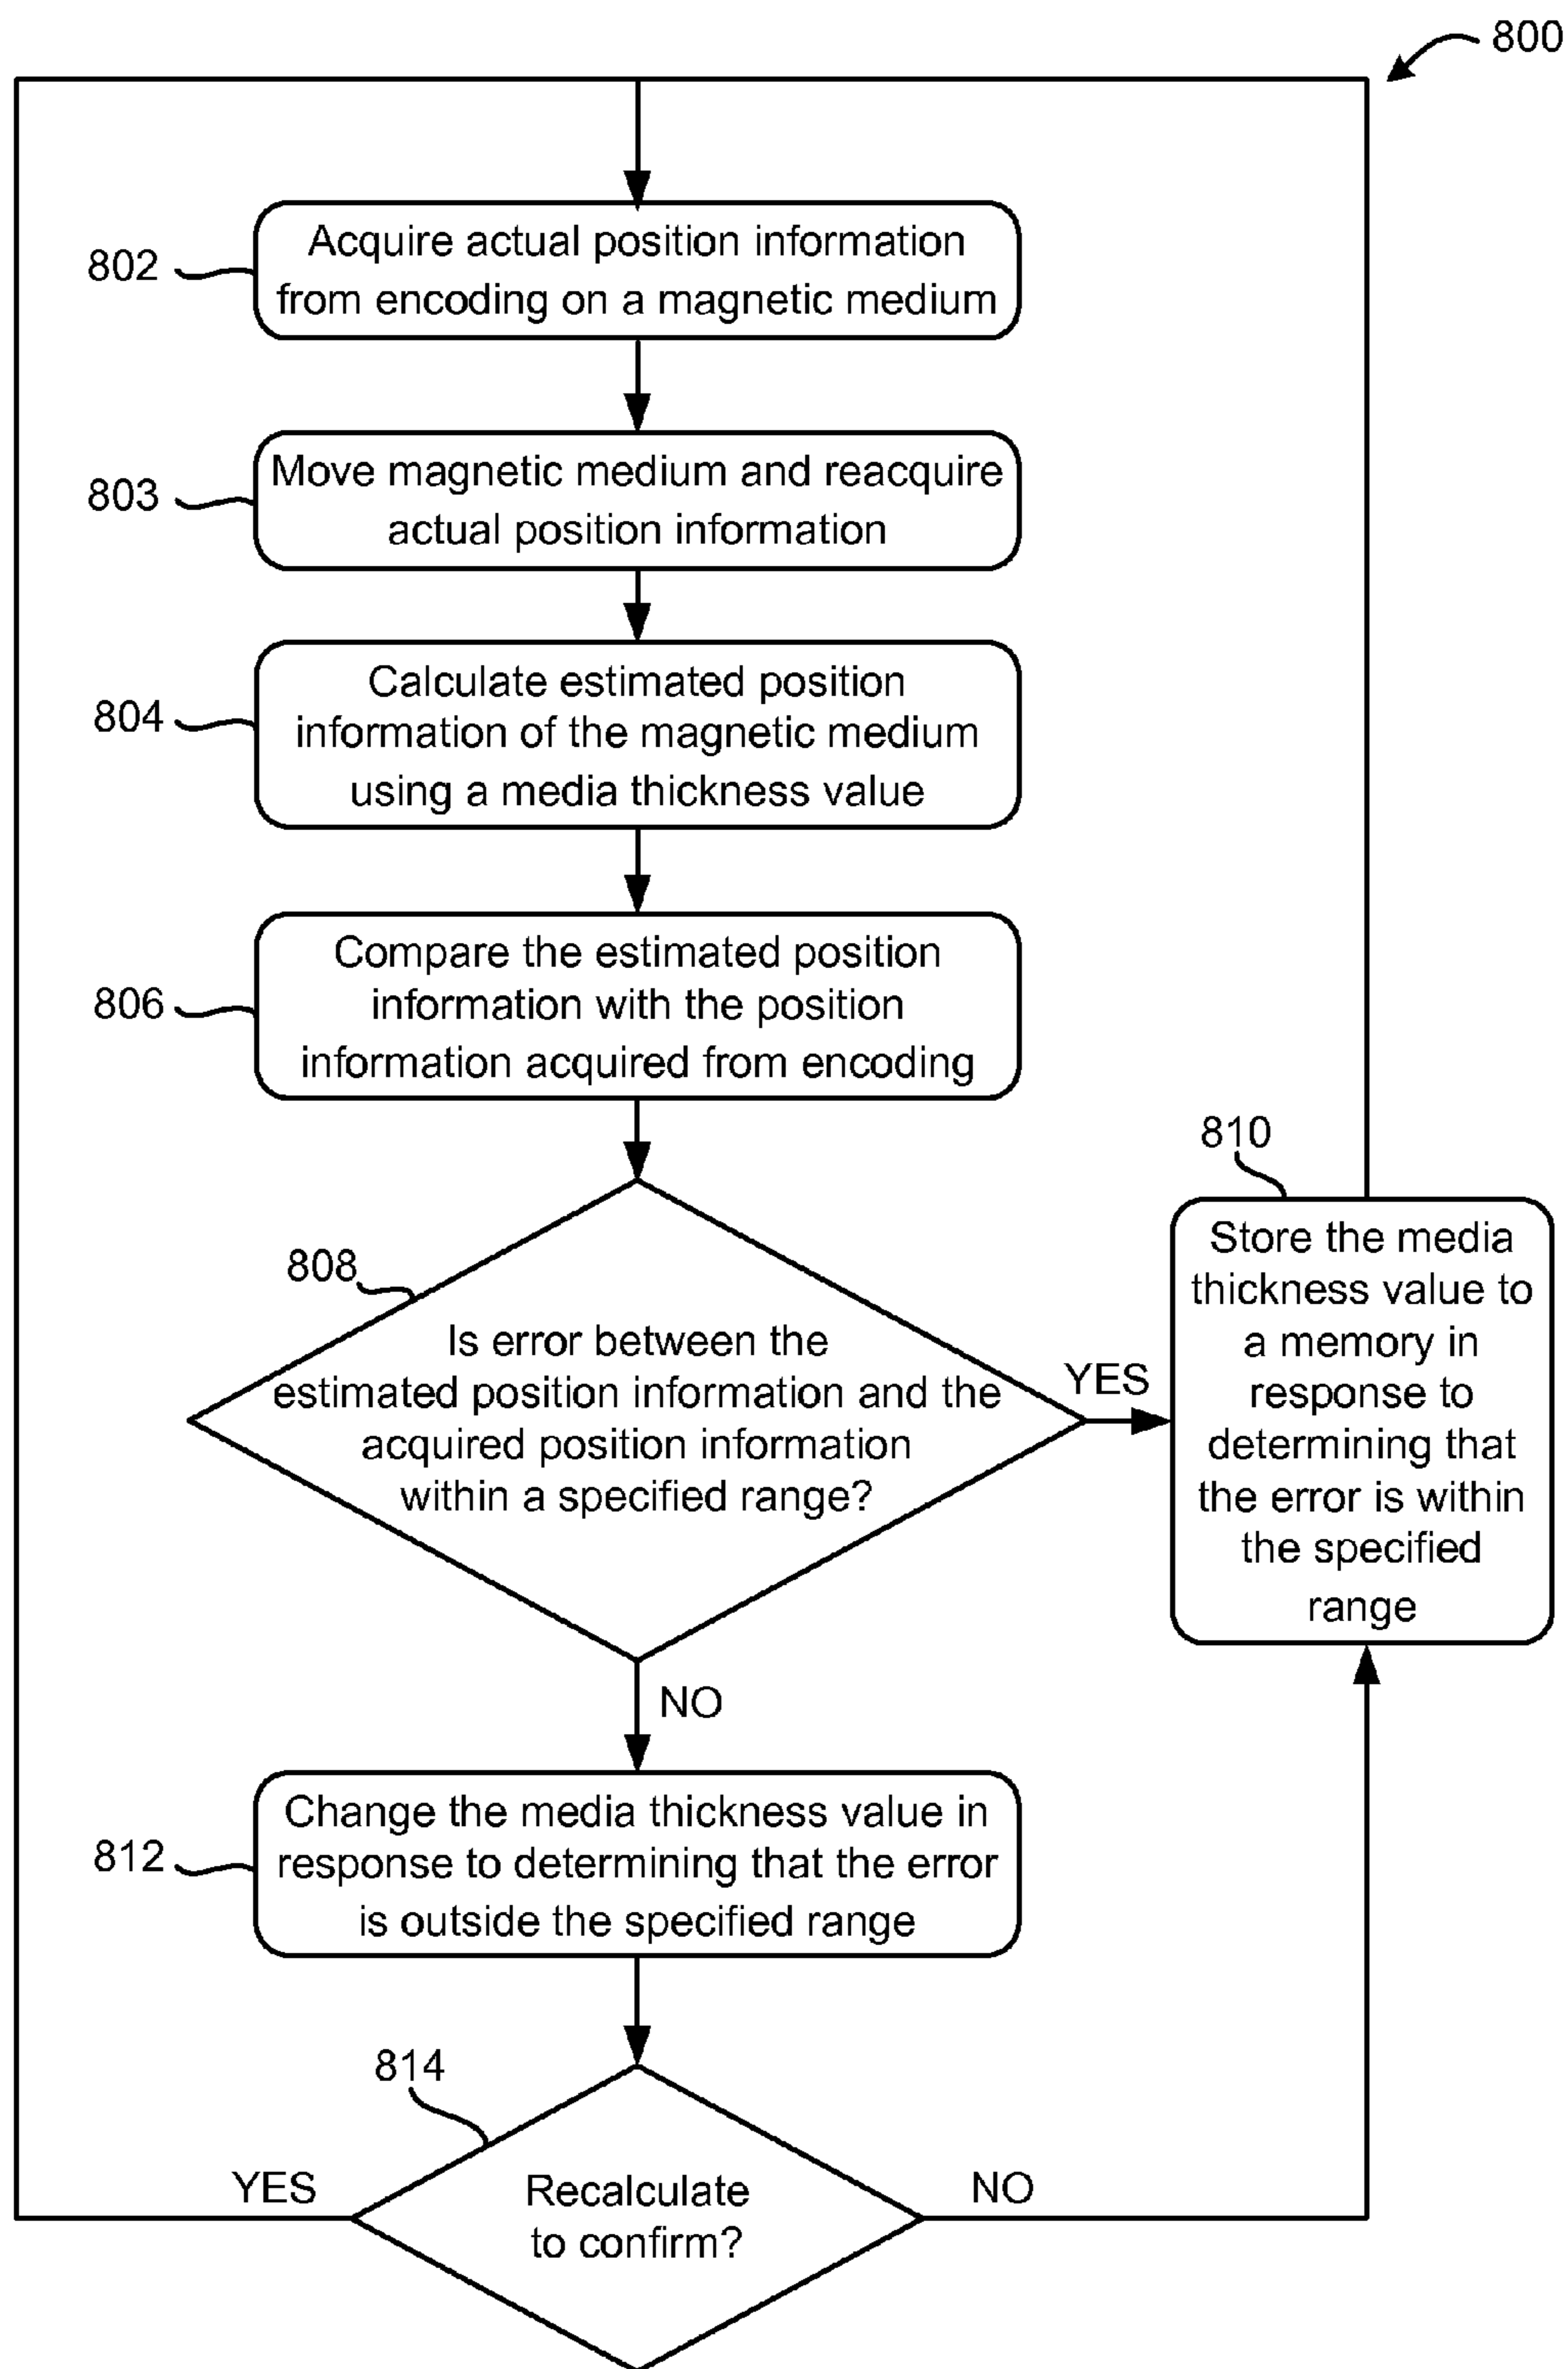 800
802
Acquire actual position information
from encoding on a magnetic medium
803
Move magnetic medium and reacquire
actual position information
804
Calculate estimated position
information of the magnetic medium
using a media thickness value
806
Compare the estimated position
information with the position
information acquired from encoding
808
Is error between the
estimated position information and the
acquired position information
within a specified range?
YES
810
Store the media
thickness value to
a memory in
response to
determining that
the error is within
the specified
range
NO
812
Change the media thickness value in
response to determining that the error
is outside the specified range
814
Recalculate
to confirm?
YES
NO